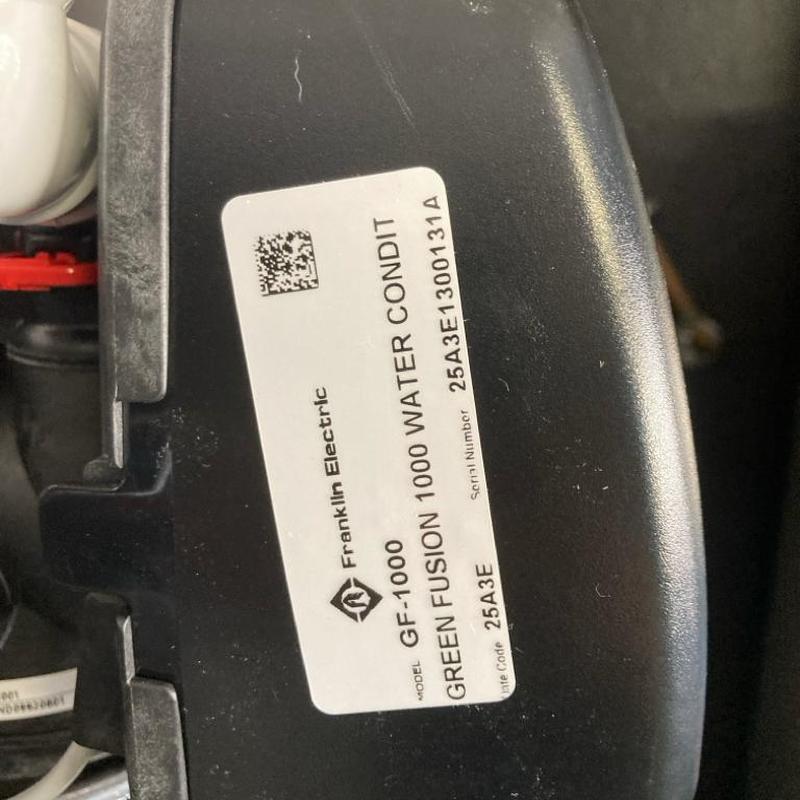 Franklin Electric
MODEL GF-1000
GREEN FUSION 1000 WATER CONDIT
Date Code 25A3E Serial Number 25A3E1300131A